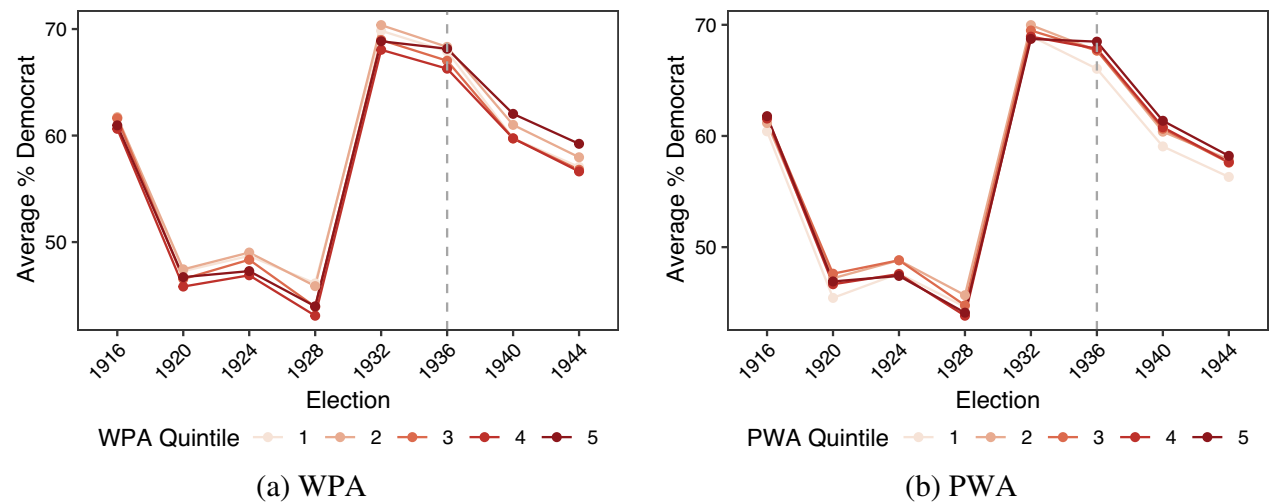 Average % Democrat
70
60
50
1916 1920 1924 1928 1932 1936 1940 1944
Election
WPA Quintile 1 2 3 4 5
(a) WPA
Average % Democrat
70
60
50
1916 1920 1924 1928 1932 1936 1940 1944
Election
PWA Quintile 1 2 3 4 5
(b) PWA